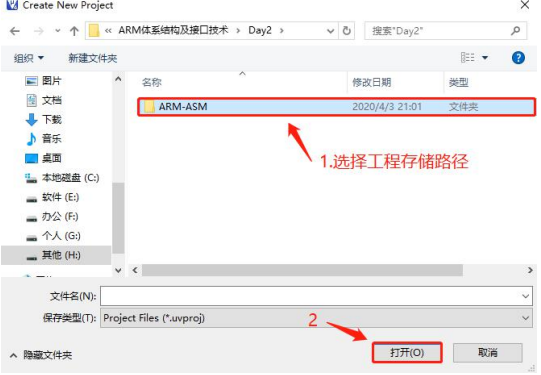 Create New Project
« ARM体系结构及接口技术 › Day2 ›
搜索"Day2"
组织 新建文件夹
图片
文档
下载
音乐
桌面
本地磁盘 (C:)
软件 (E:)
办公 (F:)
个人 (G:)
其他 (H:)
名称 修改日期 类型
ARM-ASM 2020/4/3 21:01 文件夹
1.选择工程存储路径
文件名(N):
保存类型(T): Project Files (*.uvproj)
2
隐藏文件夹 打开(O) 取消